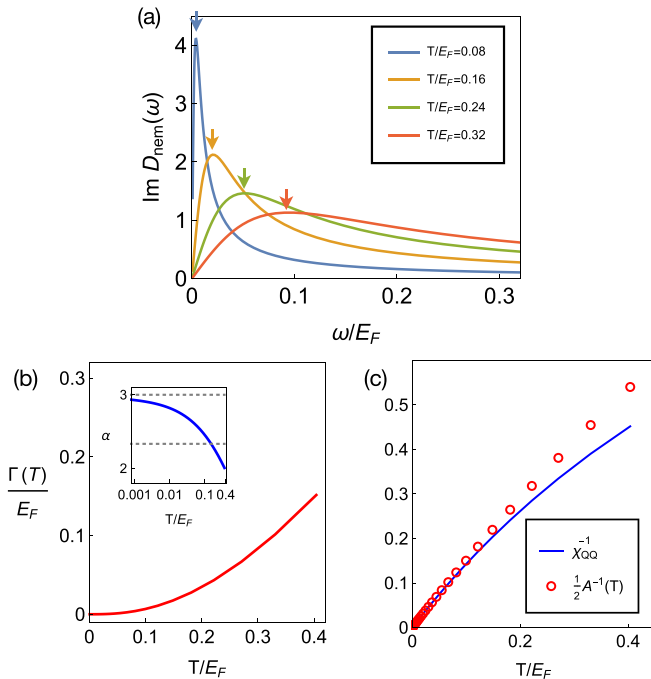 (a)
Im D_nem(ω)
4
3
2
1
0
T/E_F=0.08
T/E_F=0.16
T/E_F=0.24
T/E_F=0.32
0
0.1
0.2
0.3
ω/E_F
(b)
Γ(T)
E_F
0.3
0.2
0.1
0
α
3
2
0.001
0.01
0.1
0.4
T/E_F
0
0.1
0.2
0.3
0.4
T/E_F
(c)
0.5
0.4
0.3
0.2
0.1
0
χ_QQ^-1
1/2 A^-1(T)
0
0.2
0.4
T/E_F